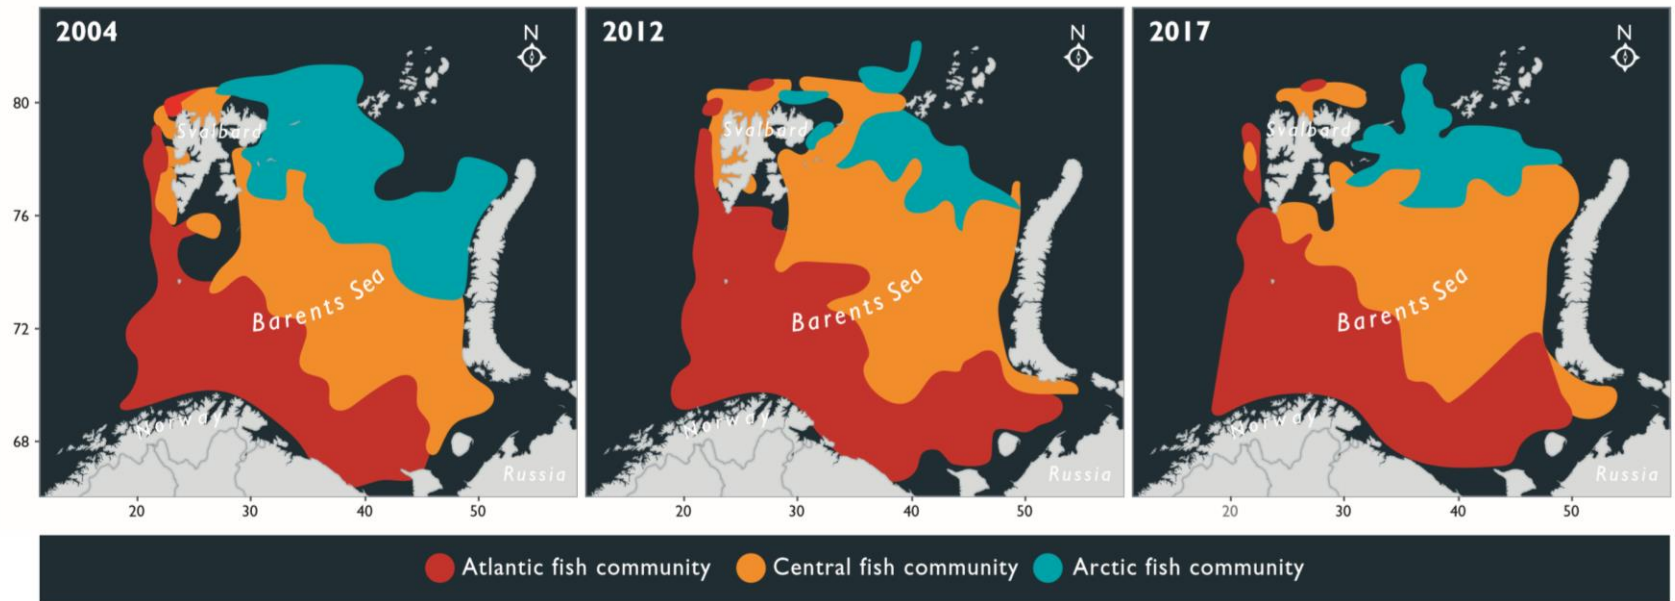 2004
N
2012
N
2017
N
80
76
72
68
Svalbard
Barents Sea
Norway
Russia
Svalbard
Barents Sea
Norway
Russia
Svalbard
Barents Sea
Norway
Russia
20 30 40 50
20 30 40 50
20 30 40 50
Atlantic fish community Central fish community Arctic fish community